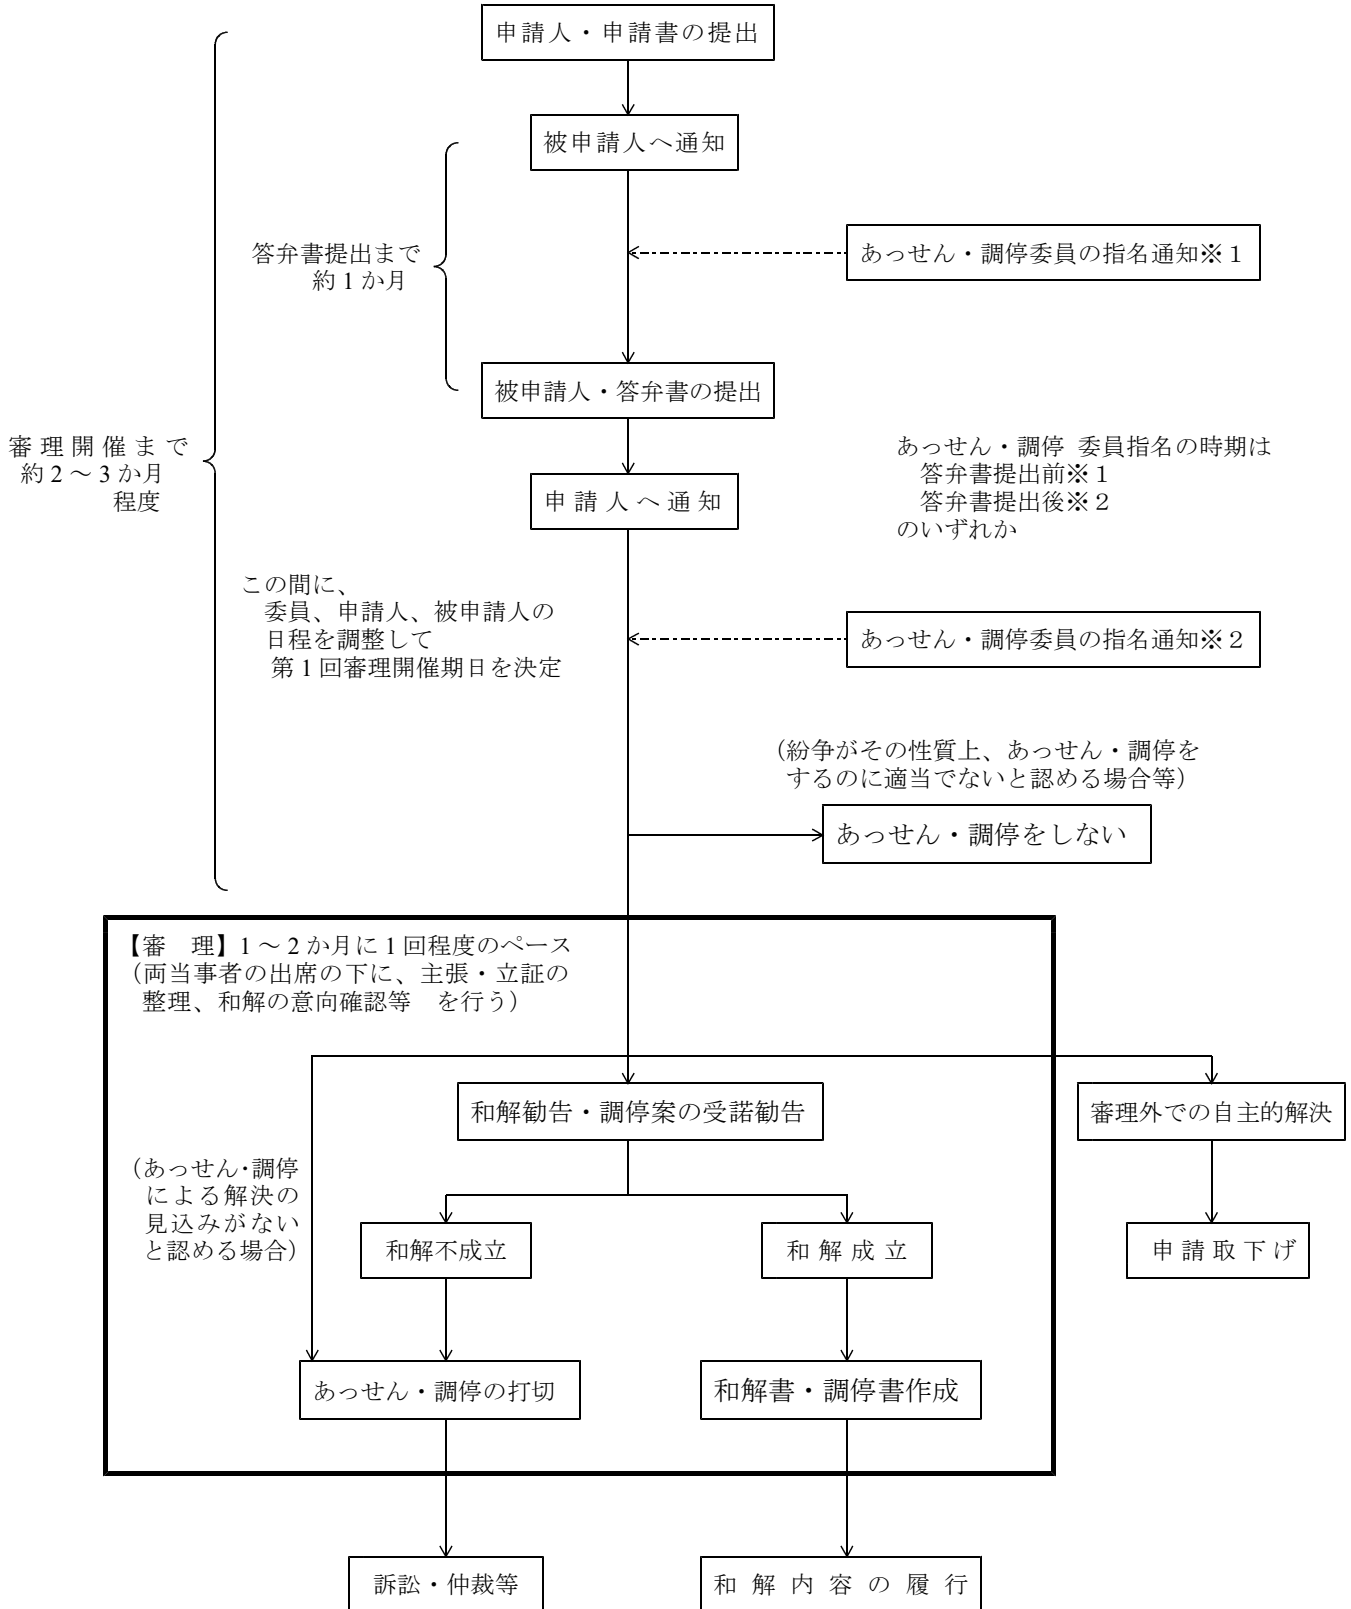 申請人・申請書の提出
被申請人へ通知
答弁書提出まで
約1か月
あっせん・調停委員の指名通知※1
被申請人・答弁書の提出
審理開催まで
約2～3か月
程度
申請人へ通知
あっせん・調停 委員指名の時期は
答弁書提出前※1
答弁書提出後※2
のいずれか
この間に、
委員、申請人、被申請人の
日程を調整して
第1回審理開催期日を決定
あっせん・調停委員の指名通知※2
（紛争がその性質上、あっせん・調停を
するのに適当でないと認める場合等）
あっせん・調停をしない
【審　理】1～2か月に1回程度のペース
（両当事者の出席の下に、主張・立証の
整理、和解の意向確認等　を行う）
和解勧告・調停案の受諾勧告
審理外での自主的解決
（あっせん・調停
による解決の
見込みがない
と認める場合）
和解不成立
和解成立
申請取下げ
あっせん・調停の打切
和解書・調停書作成
訴訟・仲裁等
和解内容の履行